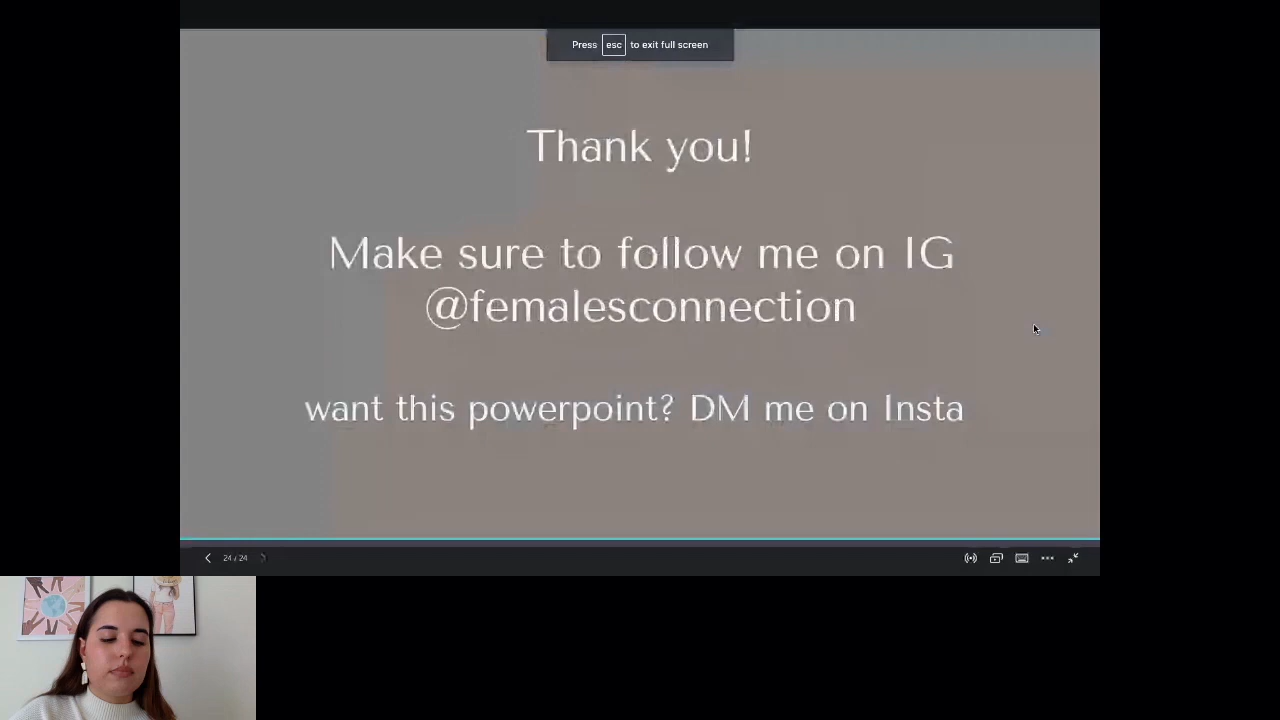 Press esc to exit full screen
Thank you!
Make sure to follow me on IG
@femalesconnection
want this powerpoint? DM me on Insta
24 / 24